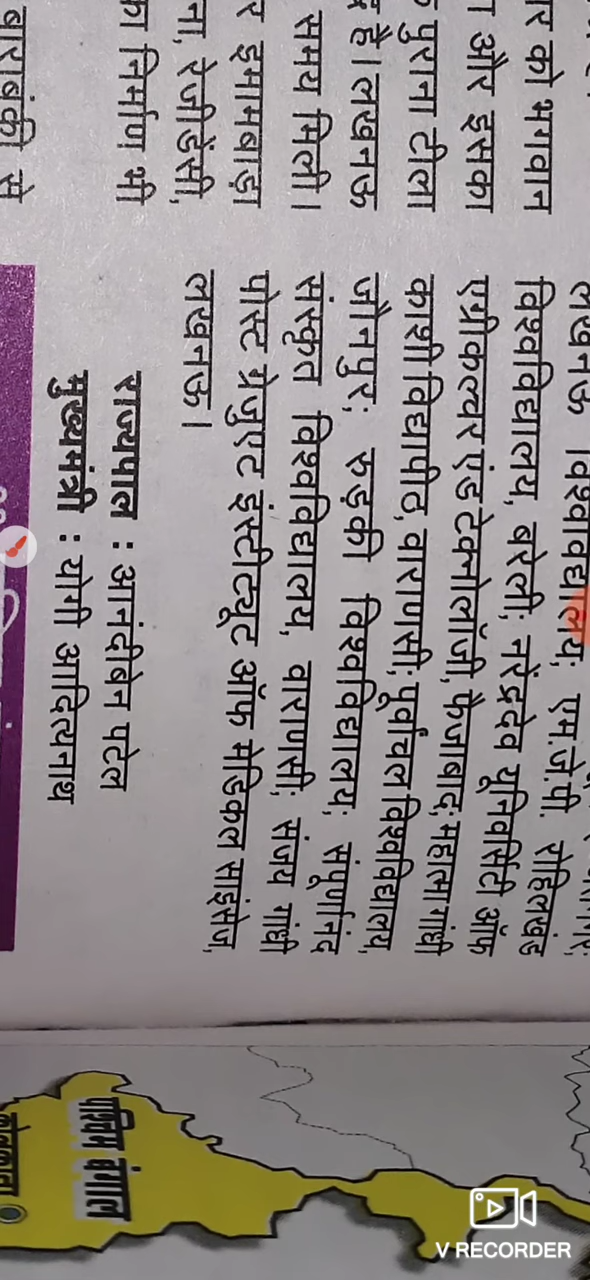 र को भगवान
और इसका
पुराना टीला
है। लखनऊ
समय मिली।
र इमामबाड़ा
ना, रेजीडेंसी,
का निर्माण भी
बाराबंकी से
लखनऊ विश्वविद्यालय; एम.जे.पी. रोहिलखंड
विश्वविद्यालय, बरेली; नरेंद्रदेव यूनिवर्सिटी ऑफ
एग्रीकल्चर एंड टेक्नोलॉजी, फैजाबाद; महात्मा गांधी
काशी विद्यापीठ, वाराणसी; पूर्वांचल विश्वविद्यालय,
जौनपुर; रुड़की विश्वविद्यालय; संपूर्णानंद
संस्कृत विश्वविद्यालय, वाराणसी; संजय गांधी
पोस्ट ग्रेजुएट इंस्टीट्यूट ऑफ मेडिकल साइंसेज,
लखनऊ।
राज्यपाल : आनंदीबेन पटेल
मुख्यमंत्री : योगी आदित्यनाथ
पश्चिम बंगाल
कोलकाता
V RECORDER